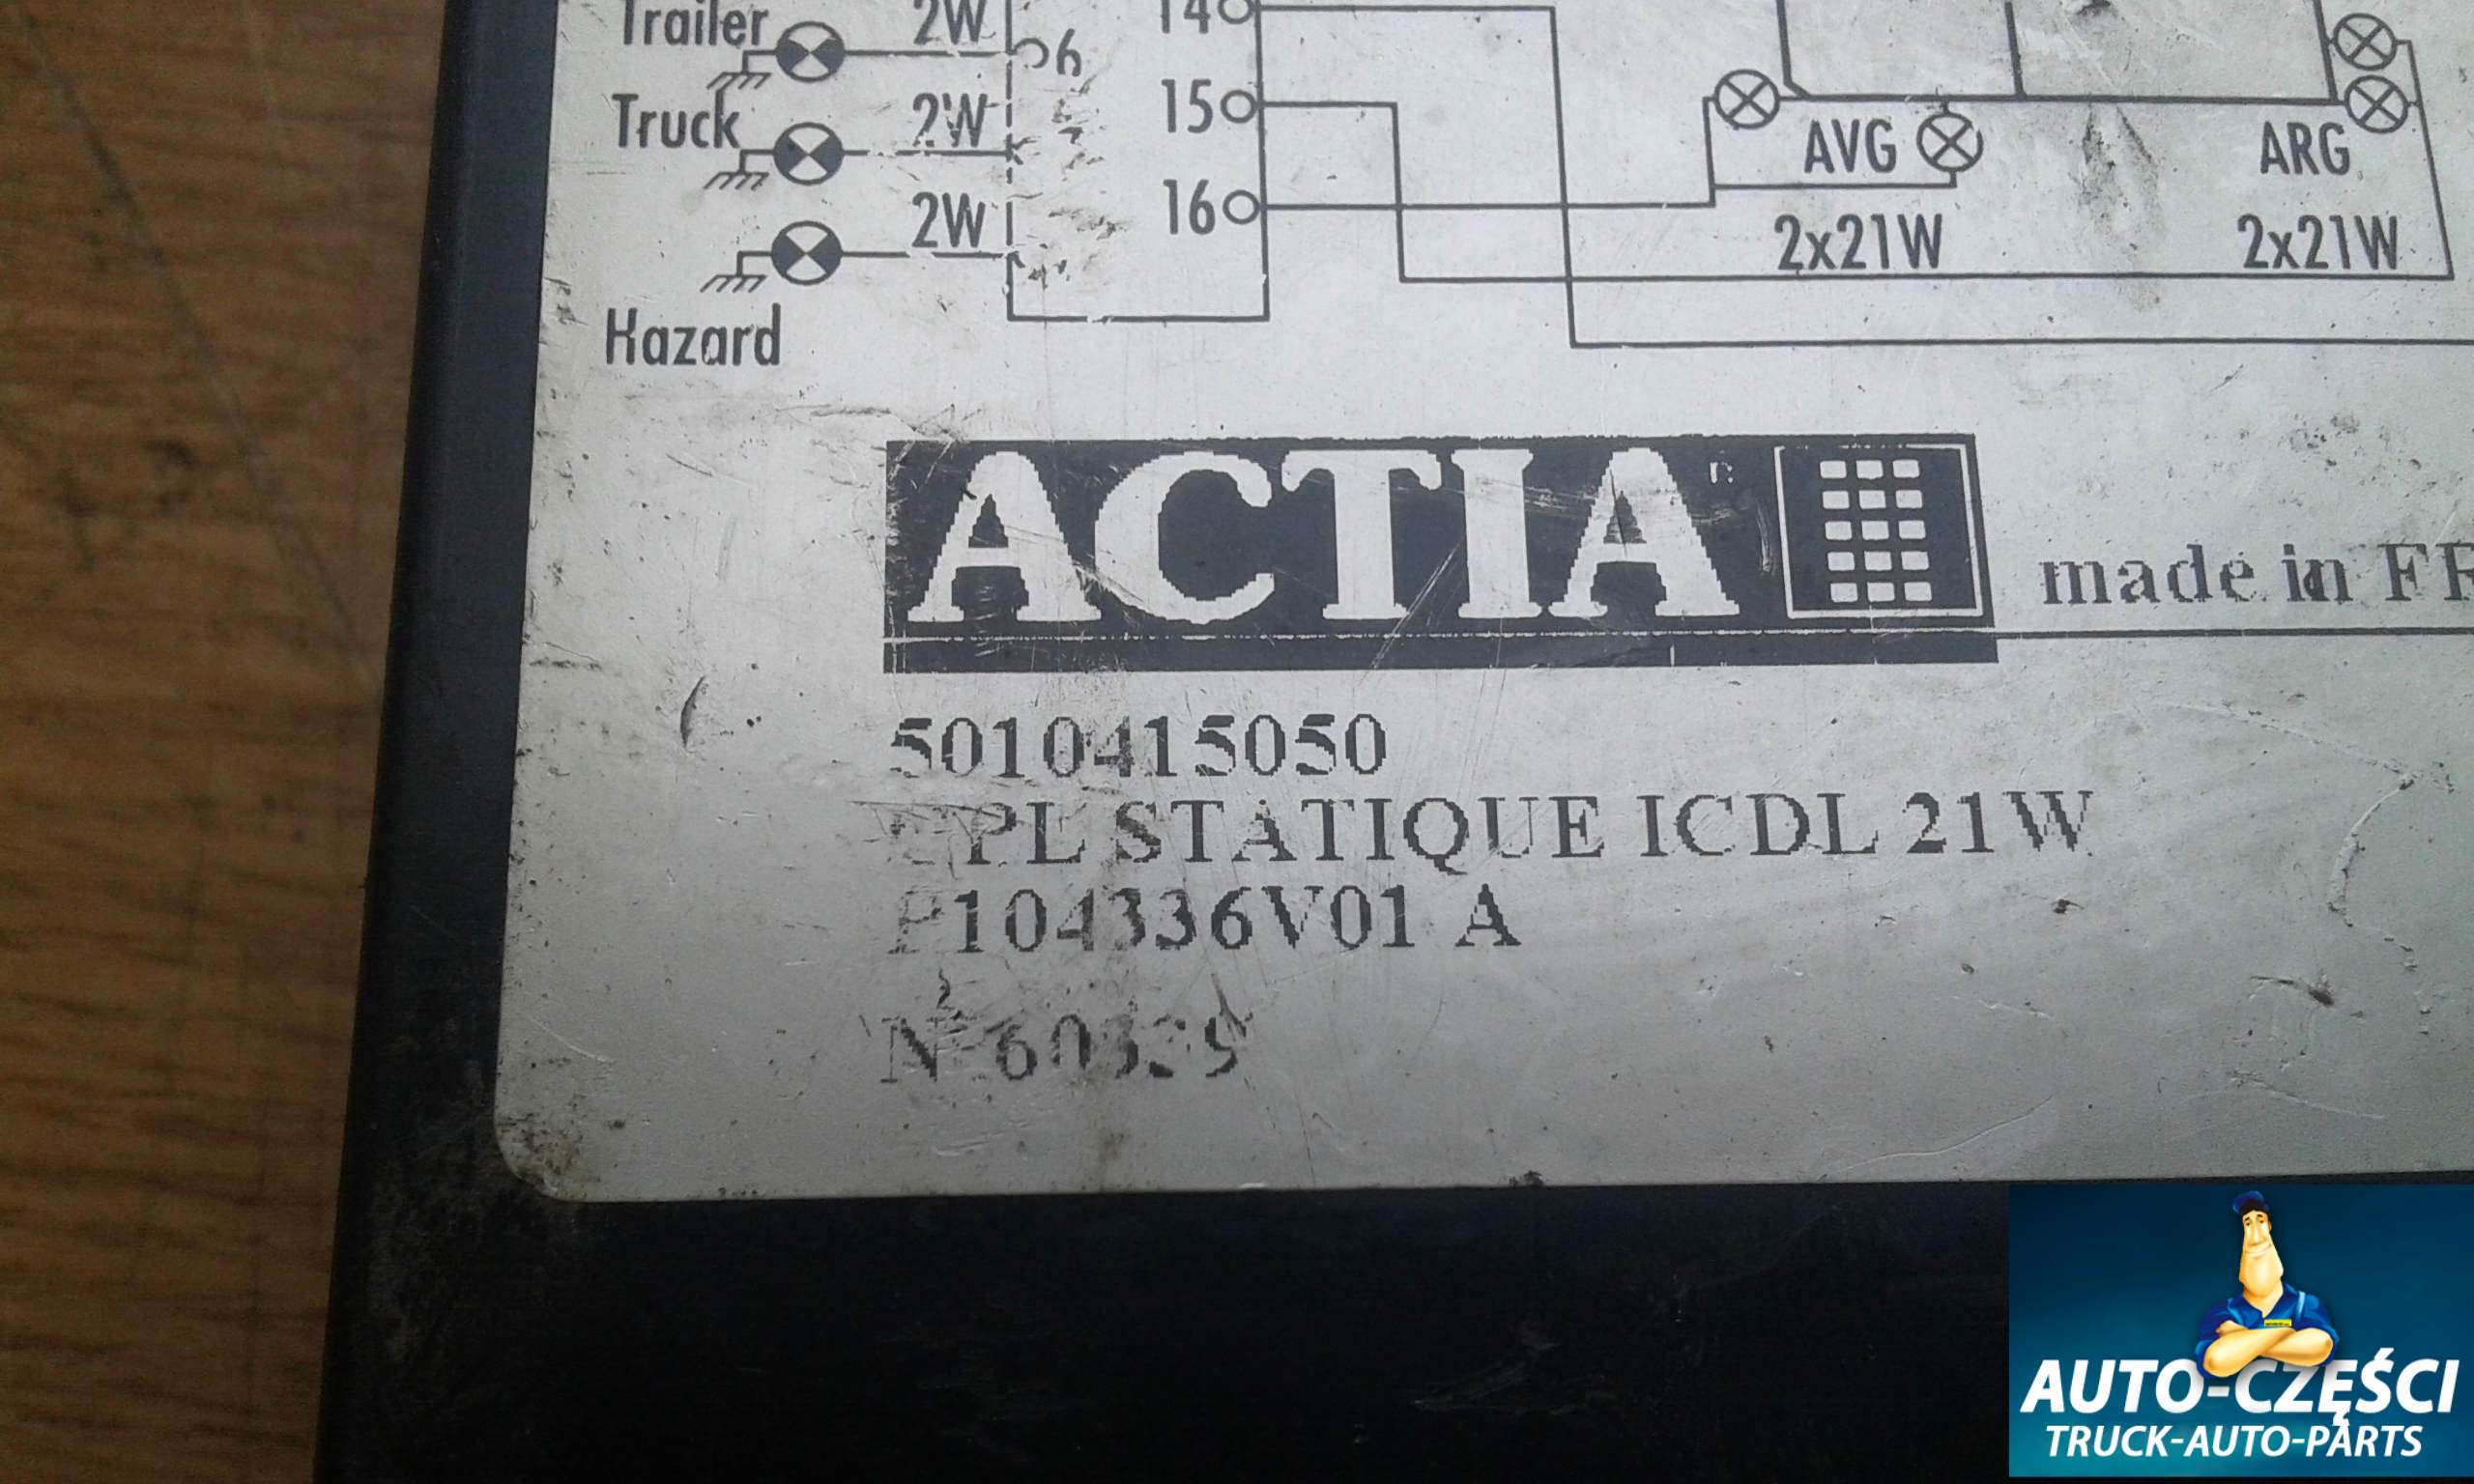 Trailer 2W 6 14
Truck 2W 15 AVG ARG
2W 16 2x21W 2x21W
Hazard
ACTIA
made in FR
5010415050
PL STATIQUE ICDL 21W
P104336V01 A
AUTO-CZĘŚCI
TRUCK-AUTO-PARTS